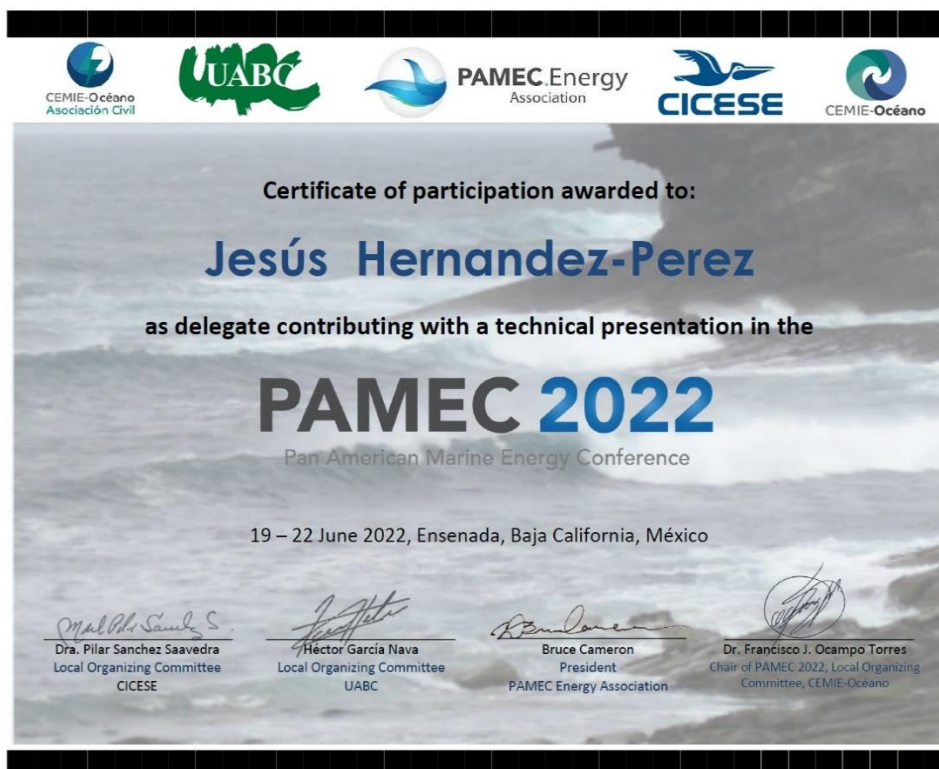 CEMIE-Océano
Asociación Civil
UABC
PAMEC.Energy
Association
CICESE
CEMIE-Océano
Certificate of participation awarded to:
Jesús Hernandez-Perez
as delegate contributing with a technical presentation in the
PAMEC 2022
Pan American Marine Energy Conference
19 – 22 June 2022, Ensenada, Baja California, México
Dra. Pilar Sanchez Saavedra
Local Organizing Committee
CICESE
Héctor García Nava
Local Organizing Committee
UABC
Bruce Cameron
President
PAMEC Energy Association
Dr. Francisco J. Ocampo Torres
Chair of PAMEC 2022, Local Organizing
Committee, CEMIE-Océano